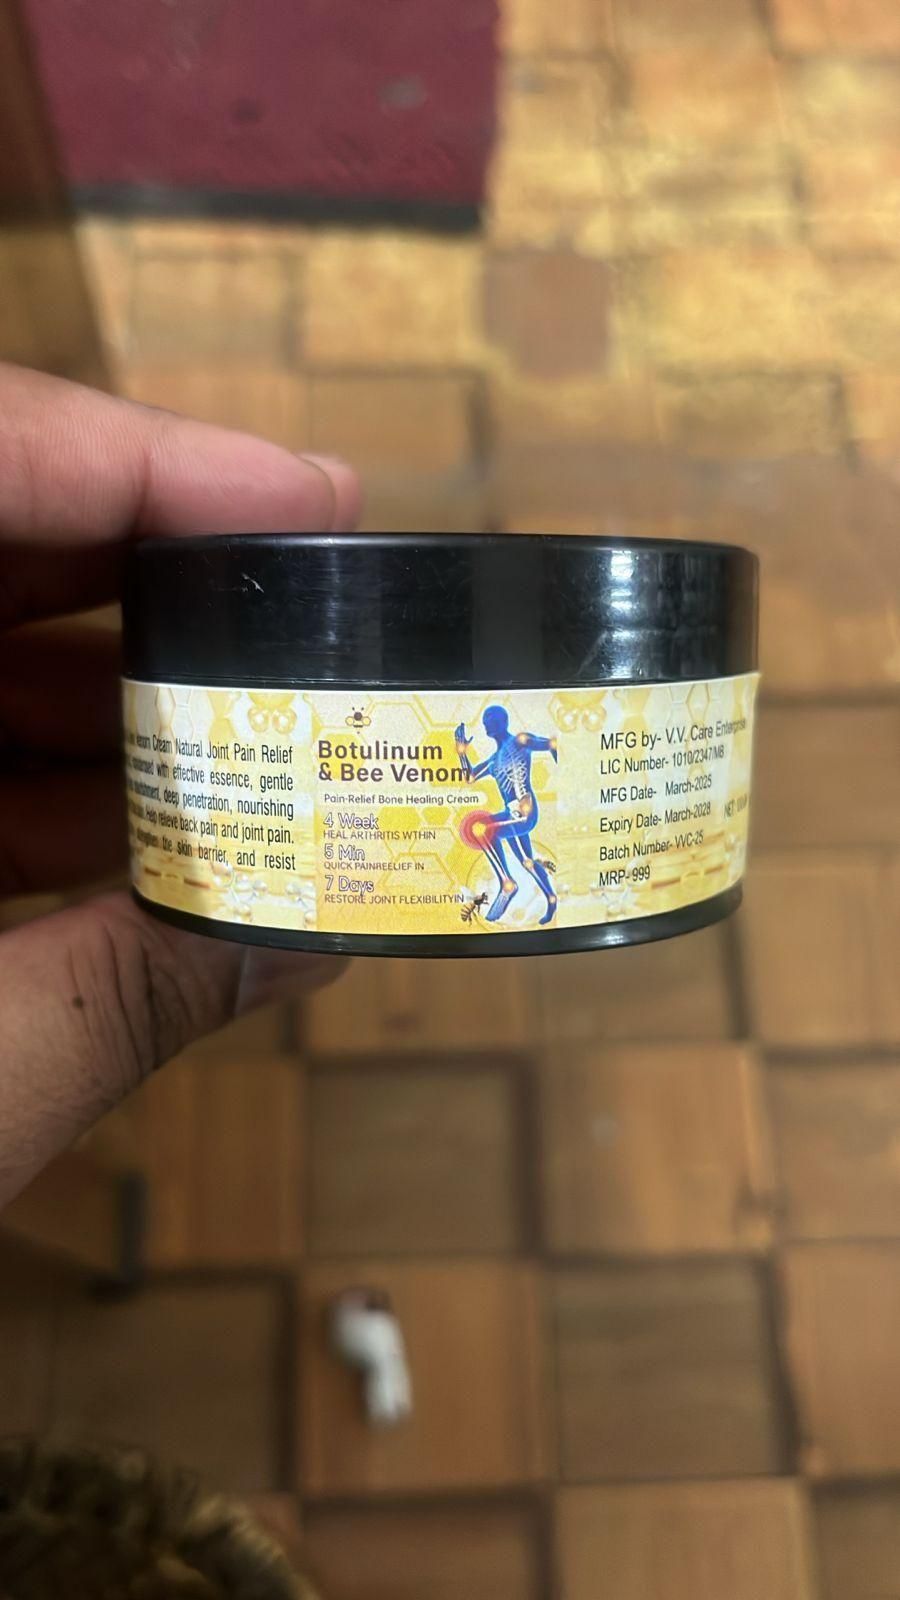 Venom Cream Natural Joint Pain Relief
with effective essence, gentle
deep penetration, nourishing
Help relieve back pain and joint pain.
the skin barrier, and resist
Botulinum
& Bee Venom
Pain-Relief Bone Healing Cream
4 Week
HEAL ARTHRITIS WTHIN
5 Min
QUICK PAINREELIEF IN
7 Days
RESTORE JOINT FLEXIBILITYIN
MFG by- V.V. Care Enterprise
LIC Number- 1010/2347/MB
MFG Date- March-2025
Expiry Date- March-2028
NET
Batch Number- VVC-25
MRP- 999